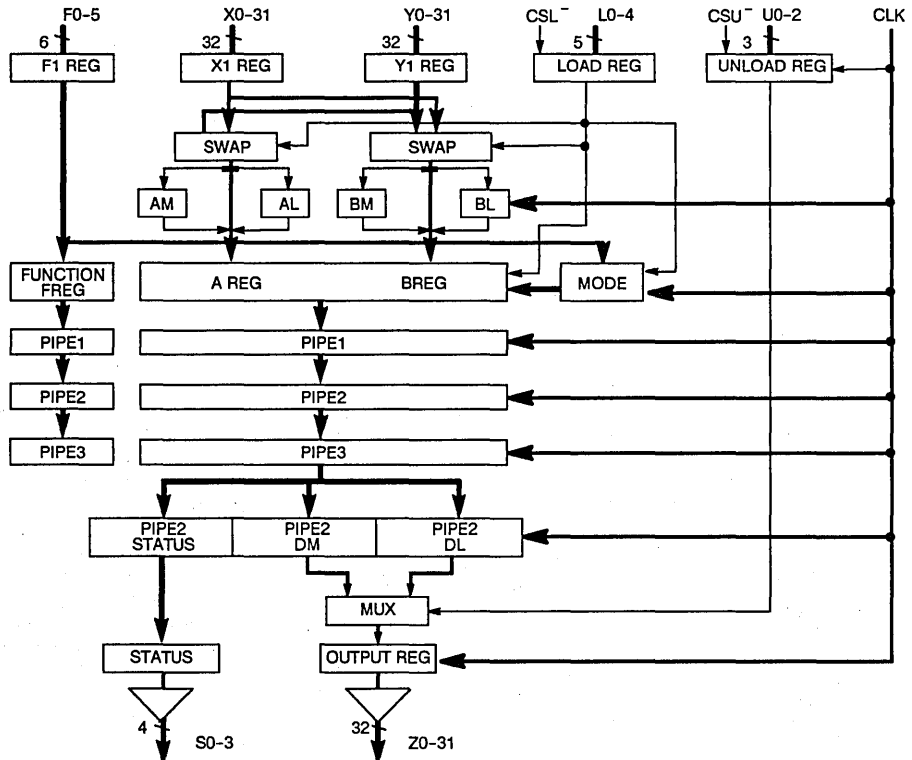 F0-5 X0-31 Y0-31 CSL⁻ L0-4 CSU⁻ U0-2 CLK
6 32 32 5 3
F1 REG X1 REG Y1 REG LOAD REG UNLOAD REG
SWAP SWAP
AM AL BM BL
FUNCTION
FREG
A REG BREG MODE
PIPE1 PIPE1
PIPE2 PIPE2
PIPE3 PIPE3
PIPE2 PIPE2 PIPE2
STATUS DM DL
MUX
STATUS OUTPUT REG
4 32
S0-3 Z0-31